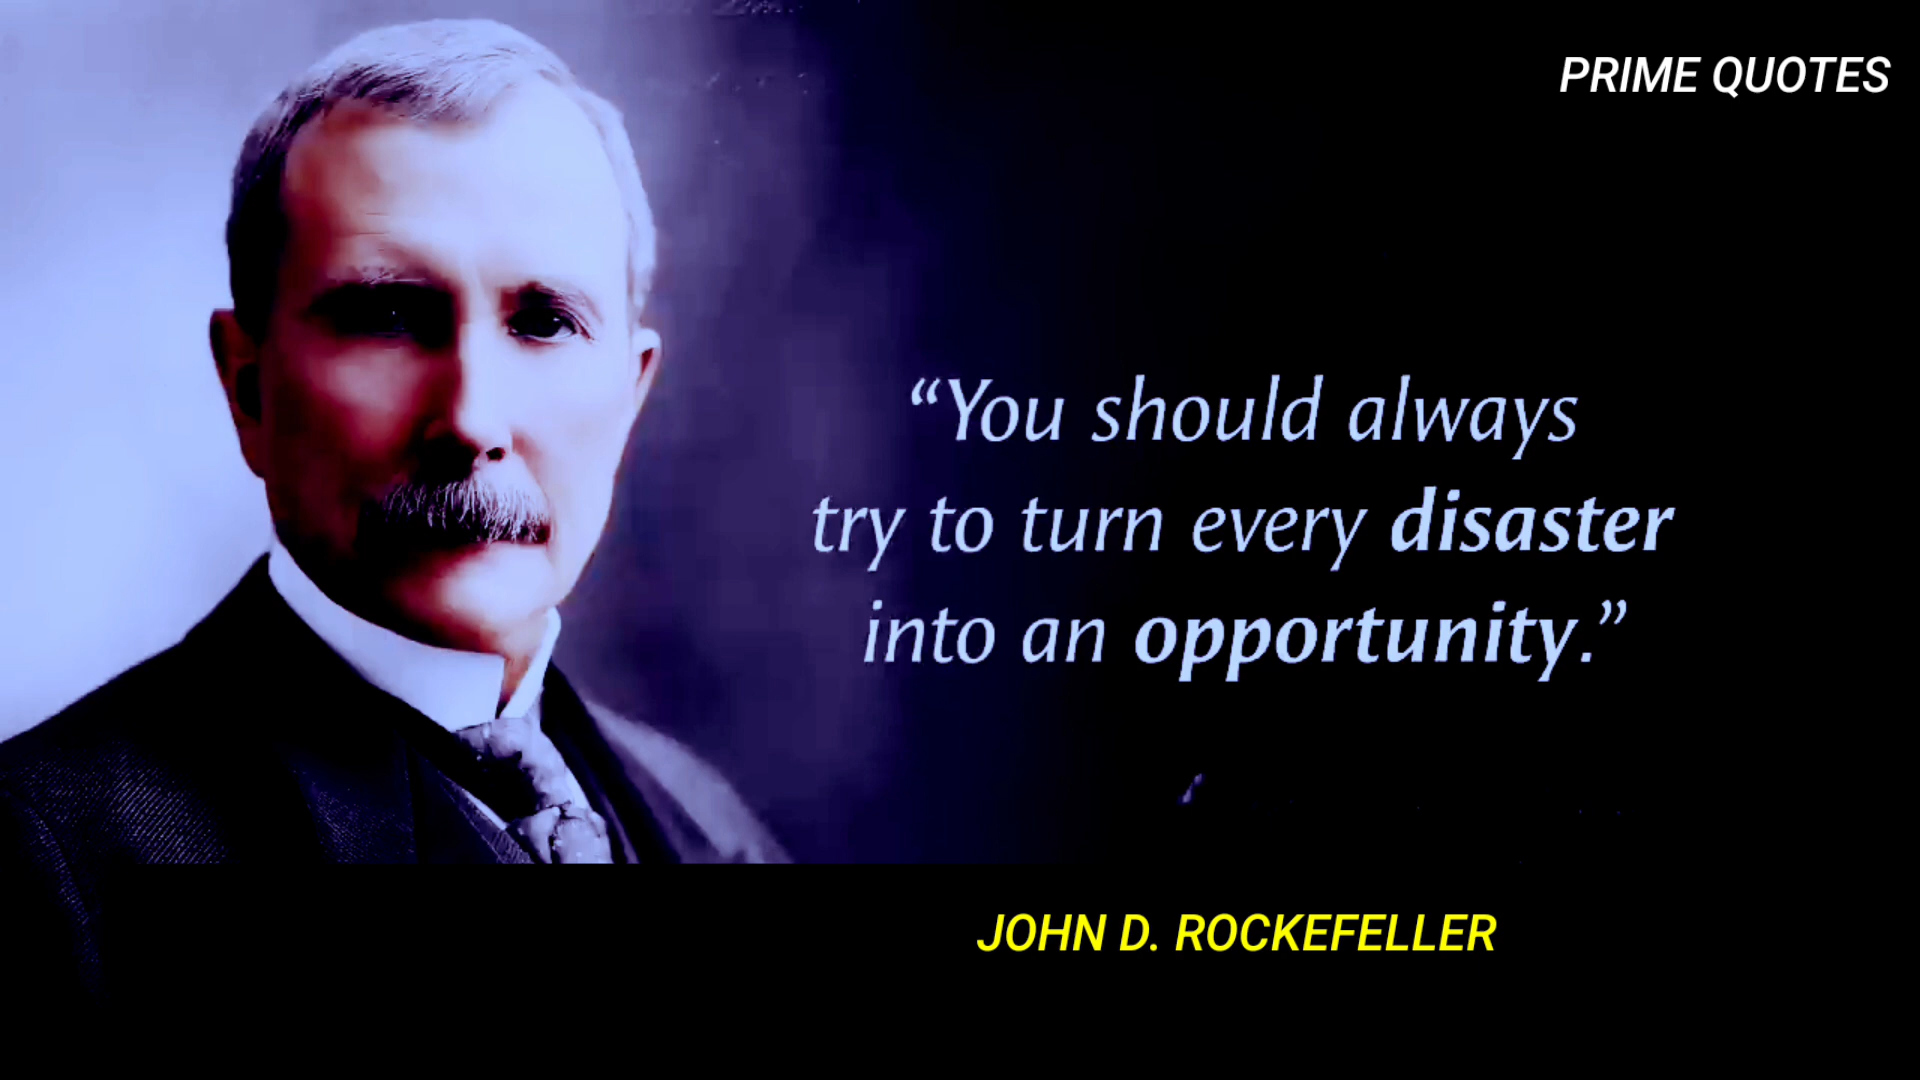 PRIME QUOTES
“You should always
try to turn every disaster
into an opportunity.”
JOHN D. ROCKEFELLER